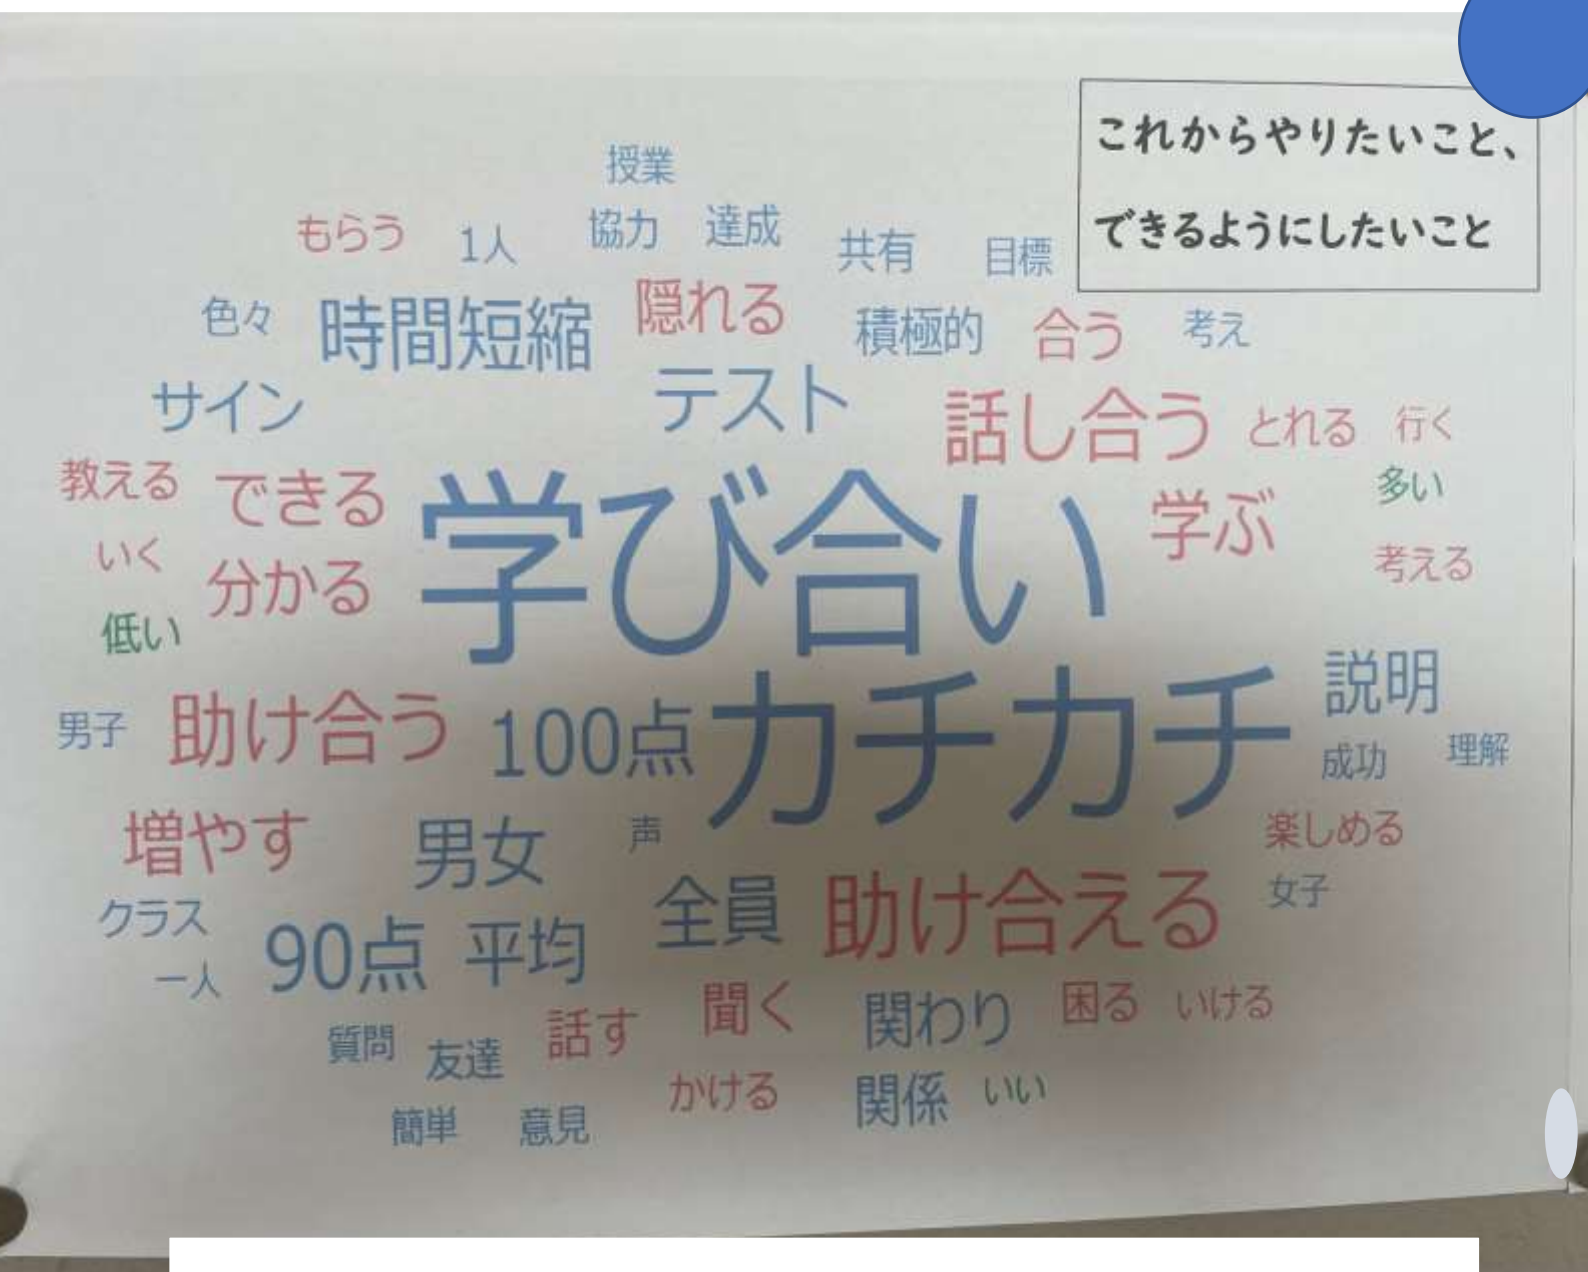 これからやりたいこと、
できるようにしたいこと
授業
もらう 1人 協力 達成 共有 目標
色々 時間短縮 隠れる 積極的 合う 考え
サイン テスト 話し合う とれる 行く
教える できる 学び合い 学ぶ 多い
いく 分かる 考える
低い
男子 助け合う 100点 カチカチ 説明
成功 理解
増やす 男女 声 楽しめる
クラス 90点 平均 全員 助け合える 女子
一人
質問 友達 話す 聞く 関わり 困る いける
簡単 意見 かける 関係 いい